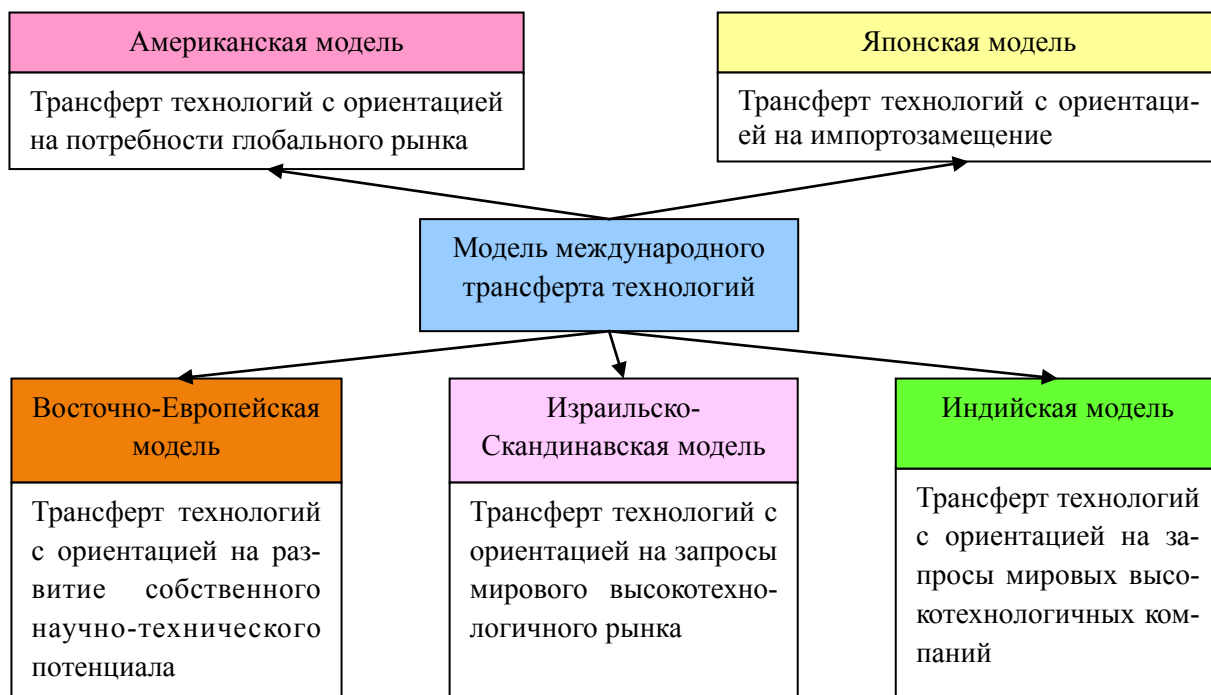 Американская модель
Трансферт технологий с ориентацией
на потребности глобального рынка
Японская модель
Трансферт технологий с ориентаци-
ей на импортозамещение
Модель международного
трансферта технологий
Восточно-Европейская
модель
Трансферт технологий
с ориентацией на раз-
витие собственного
научно-технического
потенциала
Израильско-
Скандинавская модель
Трансферт технологий с
ориентацией на запросы
мирового высокотехно-
логичного рынка
Индийская модель
Трансферт технологий
с ориентацией на за-
просы мировых высо-
котехнологичных ком-
паний